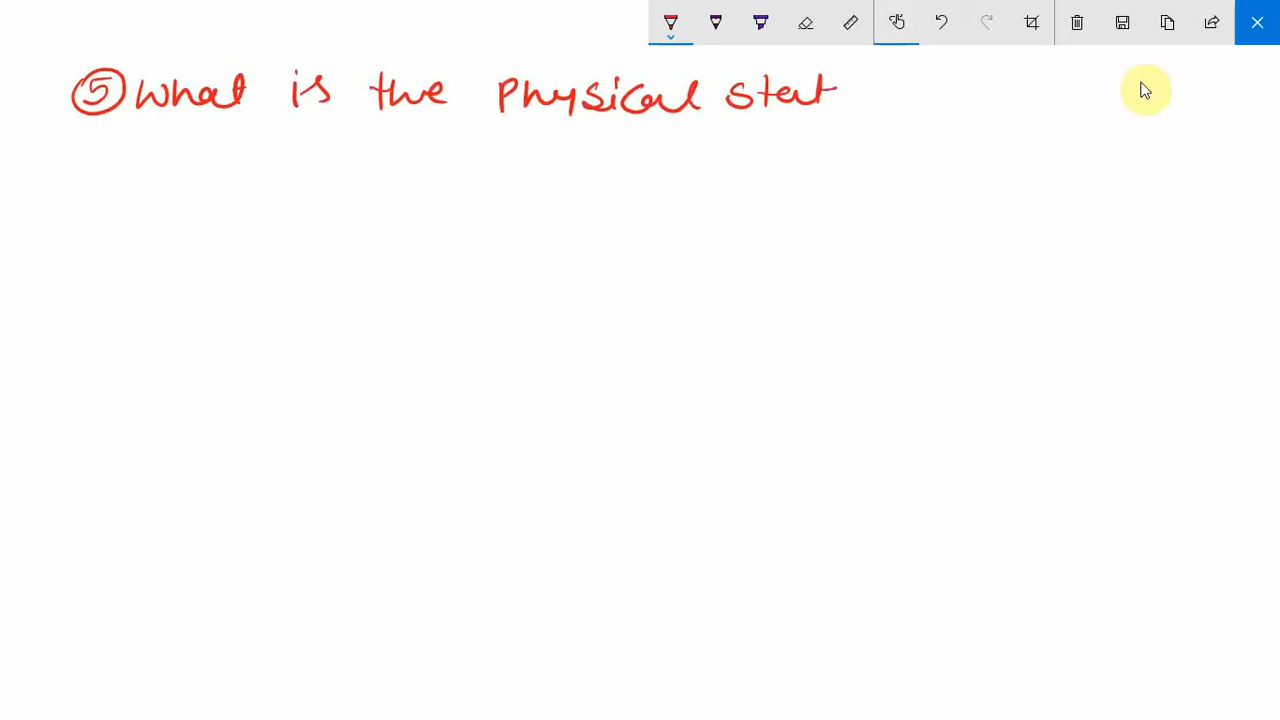 ⑤ What is the Physical stat